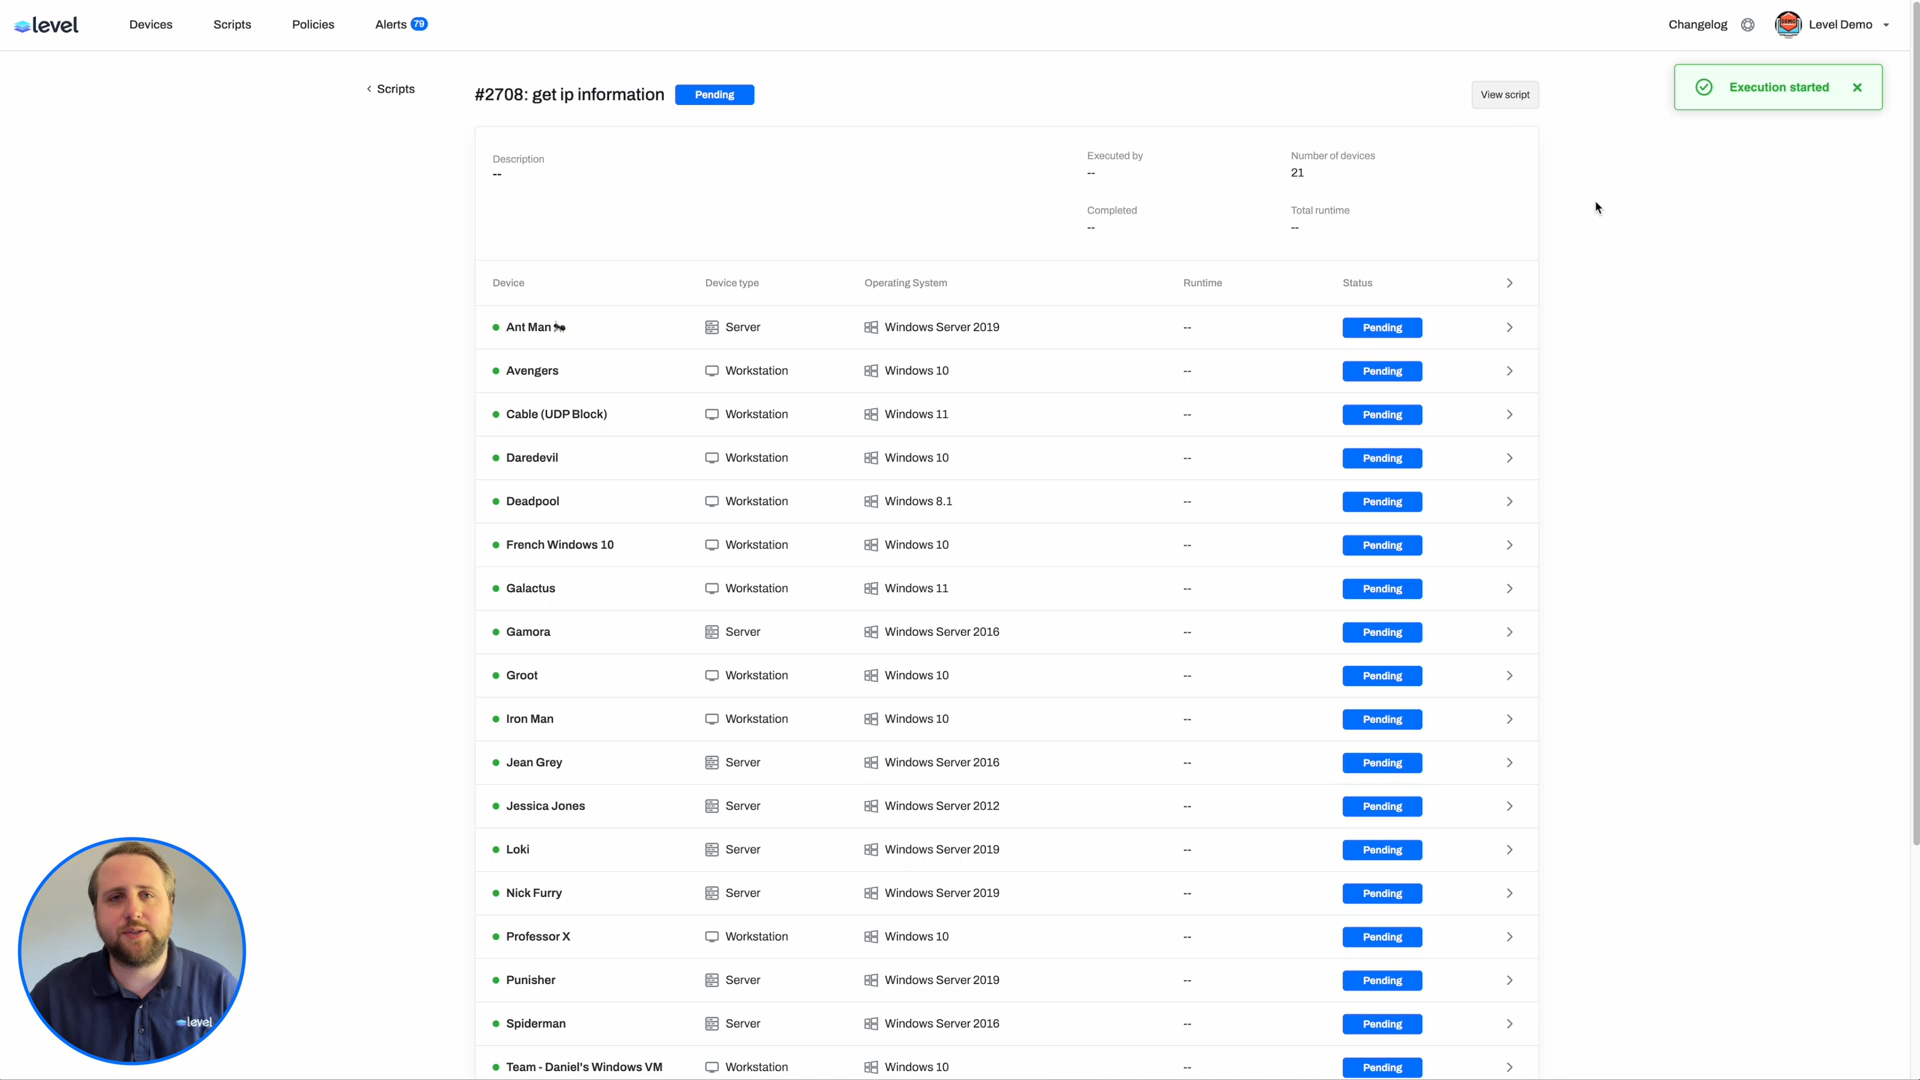 level
Devices
Scripts
Policies
Alerts 79
Changelog
Level Demo
Scripts
#2708: get ip information
Pending
View script
Execution started
Description
--
Executed by
--
Number of devices
21
Completed
--
Total runtime
--
Device Device type Operating System Runtime Status
Ant Man Server Windows Server 2019 -- Pending
Avengers Workstation Windows 10 -- Pending
Cable (UDP Block) Workstation Windows 11 -- Pending
Daredevil Workstation Windows 10 -- Pending
Deadpool Workstation Windows 8.1 -- Pending
French Windows 10 Workstation Windows 10 -- Pending
Galactus Workstation Windows 11 -- Pending
Gamora Server Windows Server 2016 -- Pending
Groot Workstation Windows 10 -- Pending
Iron Man Workstation Windows 10 -- Pending
Jean Grey Server Windows Server 2016 -- Pending
Jessica Jones Server Windows Server 2012 -- Pending
Loki Server Windows Server 2019 -- Pending
Nick Furry Server Windows Server 2019 -- Pending
Professor X Workstation Windows 10 -- Pending
Punisher Server Windows Server 2019 -- Pending
Spiderman Server Windows Server 2016 -- Pending
Team - Daniel's Windows VM Workstation Windows 10 -- Pending
level